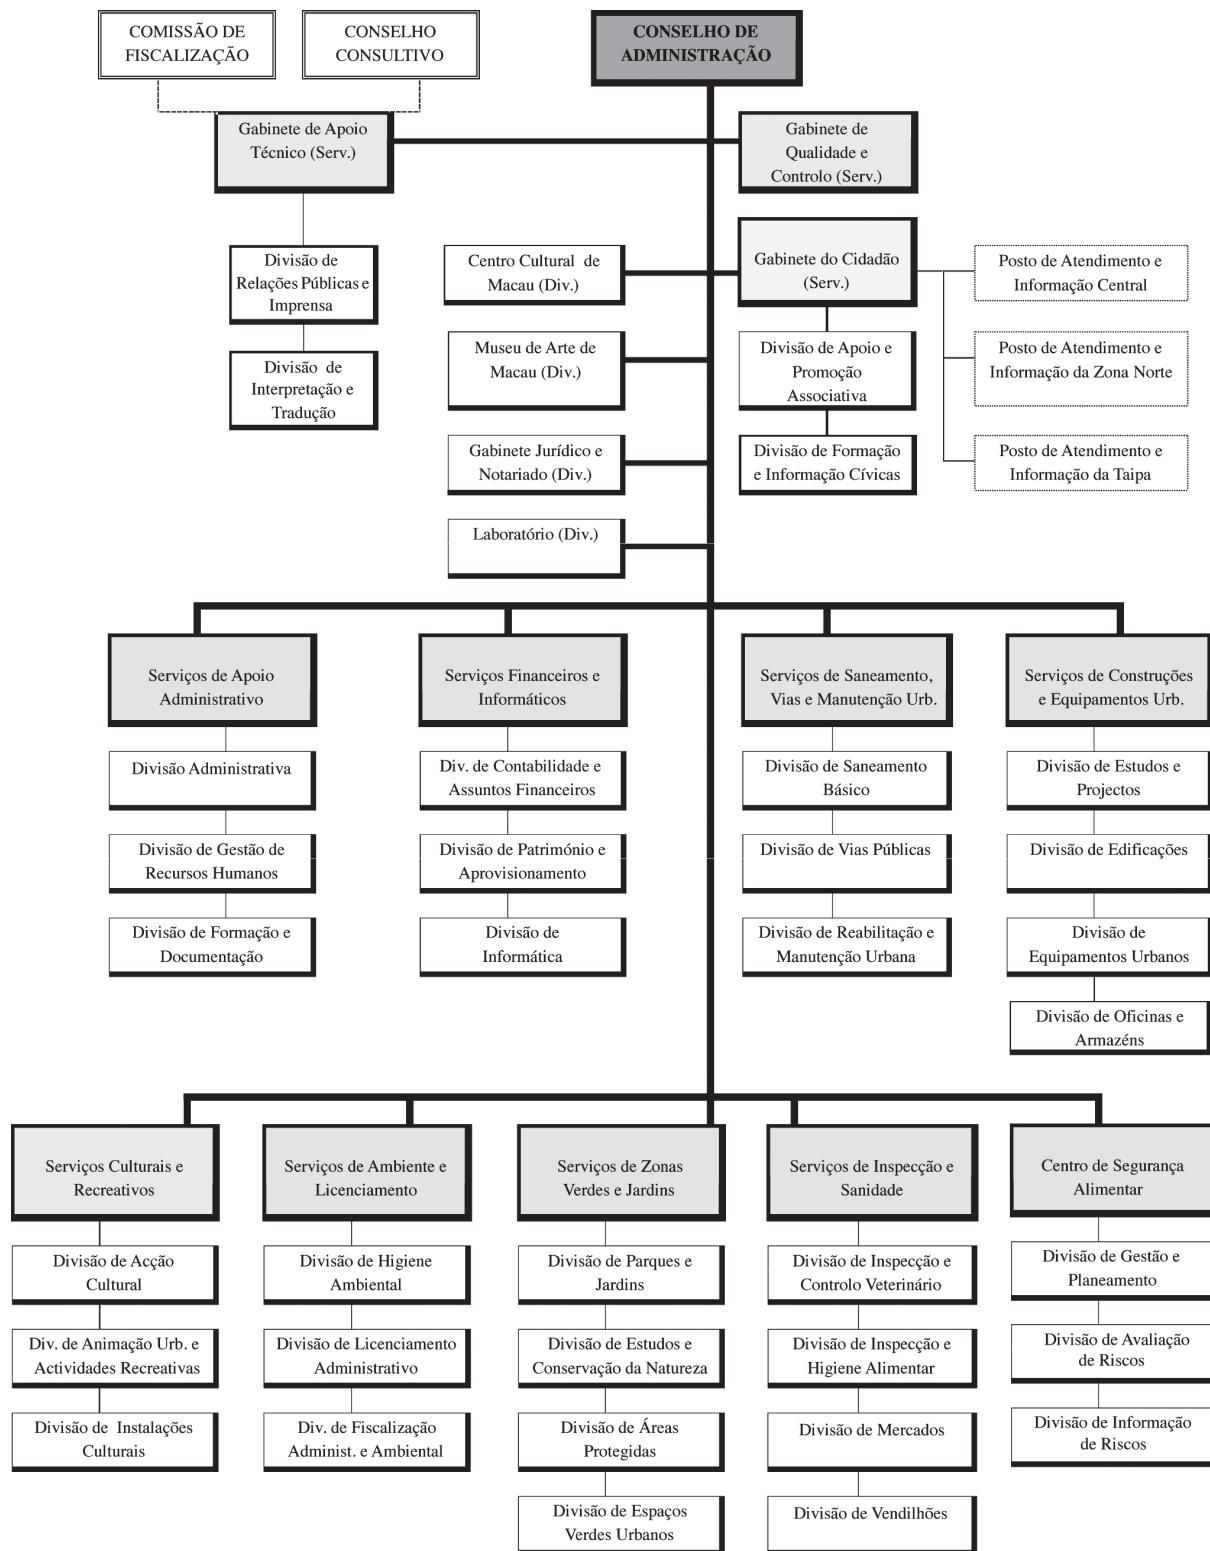 COMISSÃO DE
FISCALIZAÇÃO
CONSELHO
CONSULTIVO
CONSELHO DE
ADMINISTRAÇÃO
Gabinete de Apoio
Técnico (Serv.)
Gabinete de
Qualidade e
Controlo (Serv.)
Divisão de
Relações Públicas e
Imprensa
Divisão de
Interpretação e
Tradução
Centro Cultural de
Macau (Div.)
Museu de Arte de
Macau (Div.)
Gabinete Jurídico e
Notariado (Div.)
Laboratório (Div.)
Gabinete do Cidadão
(Serv.)
Divisão de Apoio e
Promoção
Associativa
Divisão de Formação
e Informação Cívicas
Posto de Atendimento e
Informação Central
Posto de Atendimento e
Informação da Zona Norte
Posto de Atendimento e
Informação da Taipa
Serviços de Apoio
Administrativo
Divisão Administrativa
Divisão de Gestão de
Recursos Humanos
Divisão de Formação e
Documentação
Serviços Financeiros e
Informáticos
Div. de Contabilidade e
Assuntos Financeiros
Divisão de Património e
Aprovisionamento
Divisão de
Informática
Serviços de Saneamento,
Vias e Manutenção Urb.
Divisão de Saneamento
Básico
Divisão de Vias Públicas
Divisão de Reabilitação e
Manutenção Urbana
Serviços de Construções
e Equipamentos Urb.
Divisão de Estudos e
Projectos
Divisão de Edificações
Divisão de
Equipamentos Urbanos
Divisão de Oficinas e
Armazéns
Serviços Culturais e
Recreativos
Divisão de Acção
Cultural
Div. de Animação Urb. e
Actividades Recreativas
Divisão de Instalações
Culturais
Serviços de Ambiente e
Licenciamento
Divisão de Higiene
Ambiental
Divisão de Licenciamento
Administrativo
Div. de Fiscalização
Administ. e Ambiental
Serviços de Zonas
Verdes e Jardins
Divisão de Parques e
Jardins
Divisão de Estudos e
Conservação da Natureza
Divisão de Áreas
Protegidas
Divisão de Espaços
Verdes Urbanos
Serviços de Inspecção e
Sanidade
Divisão de Inspecção e
Controlo Veterinário
Divisão de Inspecção e
Higiene Alimentar
Divisão de Mercados
Divisão de Vendilhões
Centro de Segurança
Alimentar
Divisão de Gestão e
Planeamento
Divisão de Avaliação
de Riscos
Divisão de Informação
de Riscos